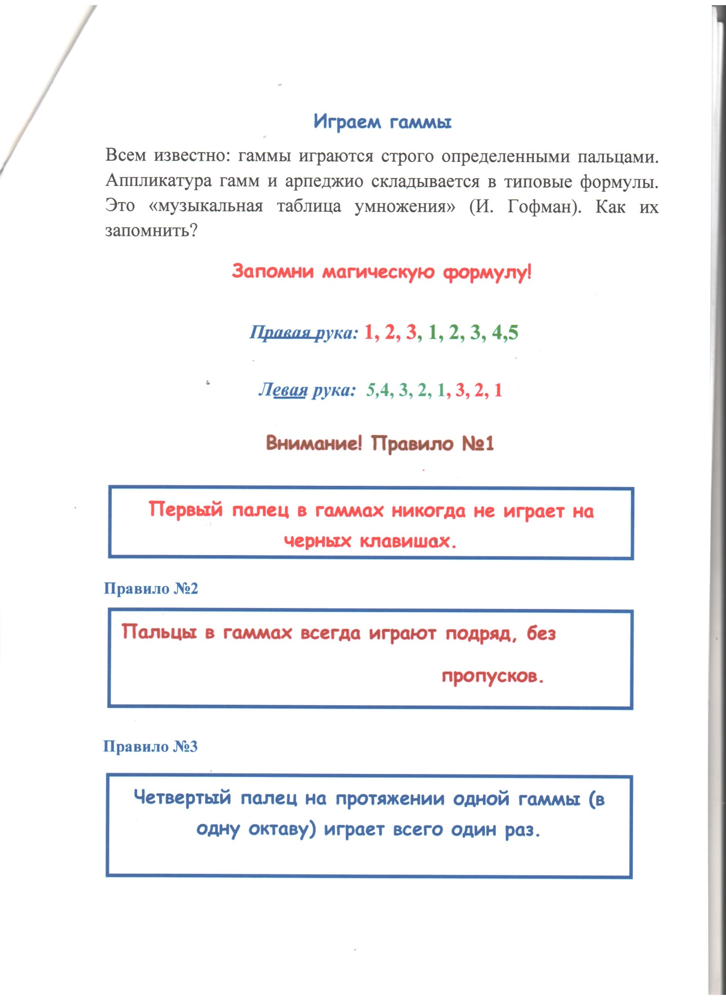 Играем гаммы
Всем известно: гаммы играются строго определенными пальцами.
Аппликатура гамм и арпеджио складывается в типовые формулы.
Это «музыкальная таблица умножения» (И. Гофман). Как их
запомнить?
Запомни магическую формулу!
Правая рука: 1, 2, 3, 1, 2, 3, 4,5
Левая рука: 5,4, 3, 2, 1, 3, 2, 1
Внимание! Правило №1
Первый палец в гаммах никогда не играет на
черных клавишах.
Правило №2
Пальцы в гаммах всегда играют подряд, без
пропусков.
Правило №3
Четвертый палец на протяжении одной гаммы (в
одну октаву) играет всего один раз.